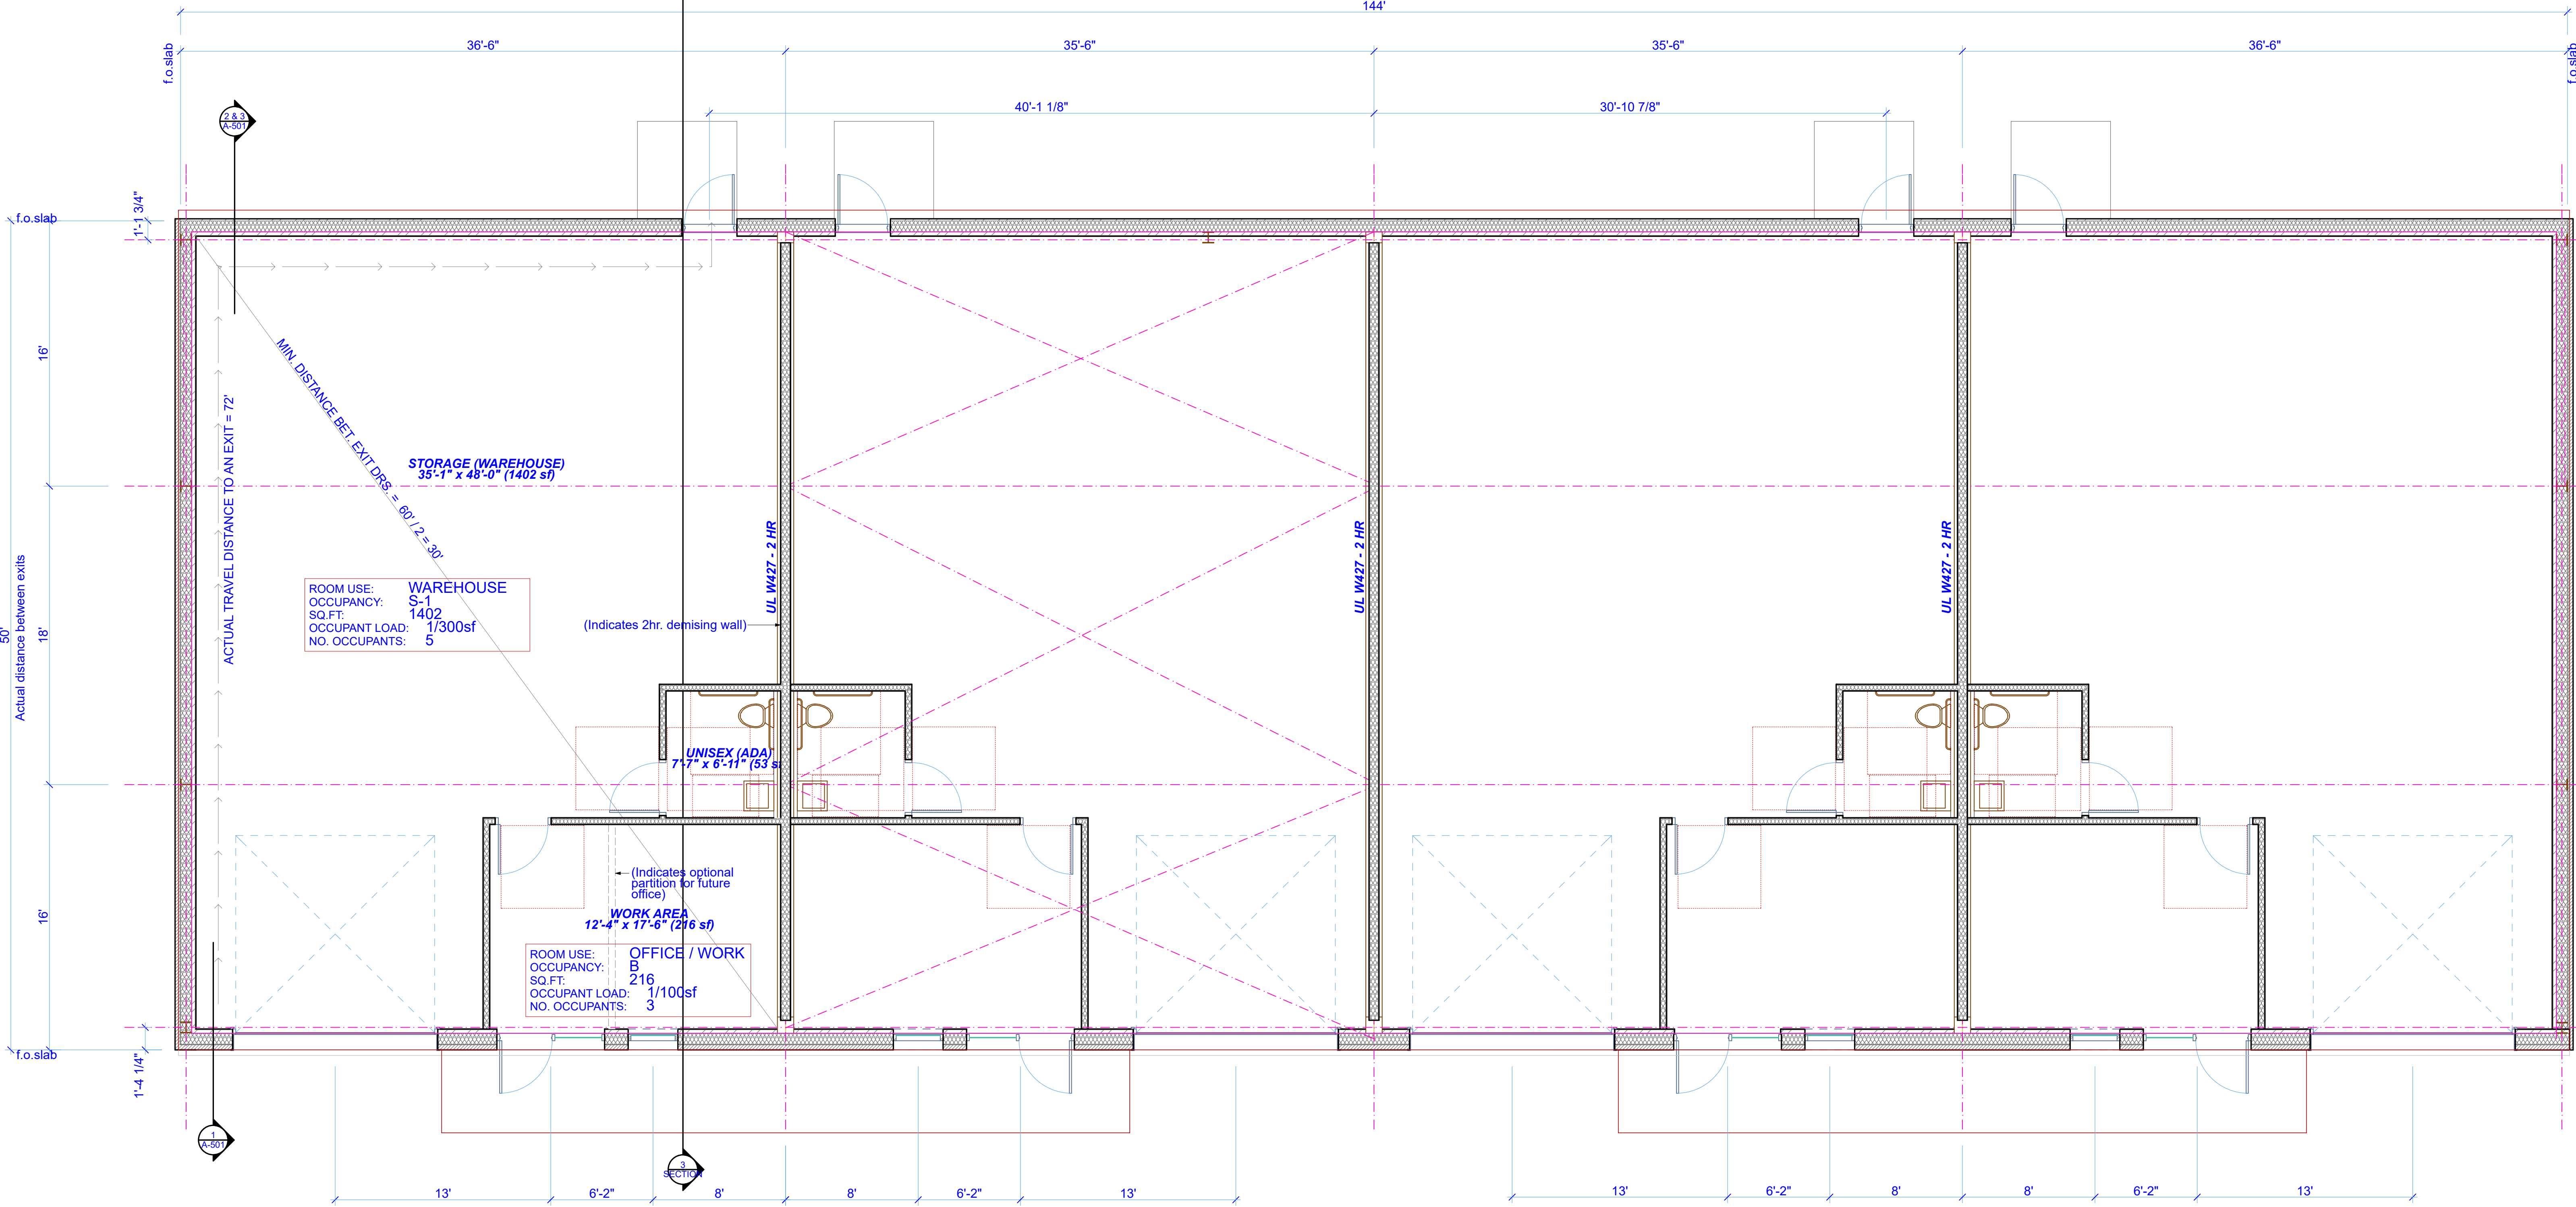 144'
36'-6"
35'-6"
35'-6"
36'-6"
f.o.slab
f.o.slab
2 & 3
A-501
40'-1 1/8"
30'-10 7/8"
f.o.slab
1'-1 3/4"
16'
18'
16'
50'
Actual distance between exits
ACTUAL TRAVEL DISTANCE TO AN EXIT = 72'
MIN. DISTANCE BET. EXIT DRS. = 60' / 2 = 30'
STORAGE (WAREHOUSE)
35'-1" x 48'-0" (1402 sf)
ROOM USE: WAREHOUSE
OCCUPANCY: S-1
SQ.FT: 1402
OCCUPANT LOAD: 1/300sf
NO. OCCUPANTS: 5
UL W427 - 2 HR
UL W427 - 2 HR
UL W427 - 2 HR
(Indicates 2hr. demising wall)
UNISEX (ADA)
7'-7" x 6'-11" (53 s
(Indicates optional
partition for future
office)
WORK AREA
12'-4" x 17'-6" (216 sf)
ROOM USE: OFFICE / WORK
OCCUPANCY: B
SQ.FT: 216
OCCUPANT LOAD: 1/100sf
NO. OCCUPANTS: 3
f.o.slab
1'-4 1/4"
1
A-501
3
SECTION
13'
6'-2"
8'
8'
6'-2"
13'
13'
6'-2"
8'
8'
6'-2"
13'